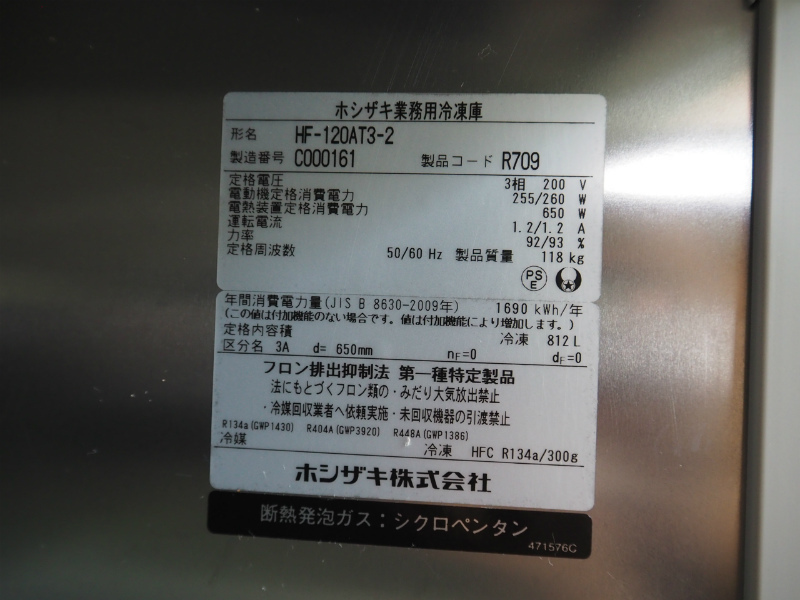 ホシザキ業務用冷凍庫
形名 HF-120AT3-2
製造番号 C000161 製品コード R709
定格電圧 3相 200 V
電動機定格消費電力 255/260 W
電熱装置定格消費電力 650 W
運転電流 1.2/1.2 A
力率 92/93 %
定格周波数 50/60 Hz 製品質量 118 kg
PS
E
年間消費電力量(JIS B 8630-2009年) 1690 kWh/年
(この値は付加機能のない場合です。値は付加機能により増加します。)
定格内容積 冷凍 812 L
区分名 3A d= 650mm nF=0 dF=0
フロン排出抑制法 第一種特定製品
法にもとづくフロン類の・みだり大気放出禁止
・冷媒回収業者へ依頼実施・未回収機器の引渡禁止
R134a(GWP1430) R404A(GWP3920) R448A(GWP1386)
冷媒 冷凍 HFC R134a/300g
ホシザキ株式会社
断熱発泡ガス：シクロペンタン
471576C